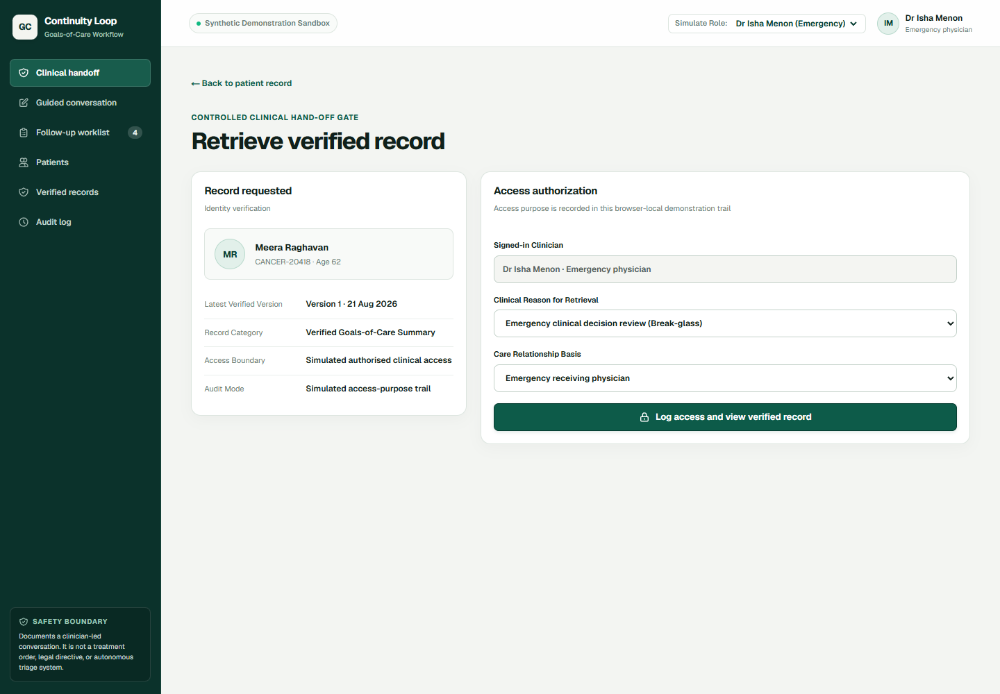 GC
Continuity Loop
Goals-of-Care Workflow
Clinical handoff
Guided conversation
Follow-up worklist 4
Patients
Verified records
Audit log
SAFETY BOUNDARY
Documents a clinician-led
conversation. It is not a treatment
order, legal directive, or autonomous
triage system.
Synthetic Demonstration Sandbox
Simulate Role: Dr Isha Menon (Emergency)
IM
Dr Isha Menon
Emergency physician
← Back to patient record
CONTROLLED CLINICAL HAND-OFF GATE
Retrieve verified record
Record requested
Identity verification
MR
Meera Raghavan
CANCER-20418 · Age 62
Latest Verified Version Version 1 · 21 Aug 2026
Record Category Verified Goals-of-Care Summary
Access Boundary Simulated authorised clinical access
Audit Mode Simulated access-purpose trail
Access authorization
Access purpose is recorded in this browser-local demonstration trail
Signed-in Clinician
Dr Isha Menon · Emergency physician
Clinical Reason for Retrieval
Emergency clinical decision review (Break-glass)
Care Relationship Basis
Emergency receiving physician
Log access and view verified record